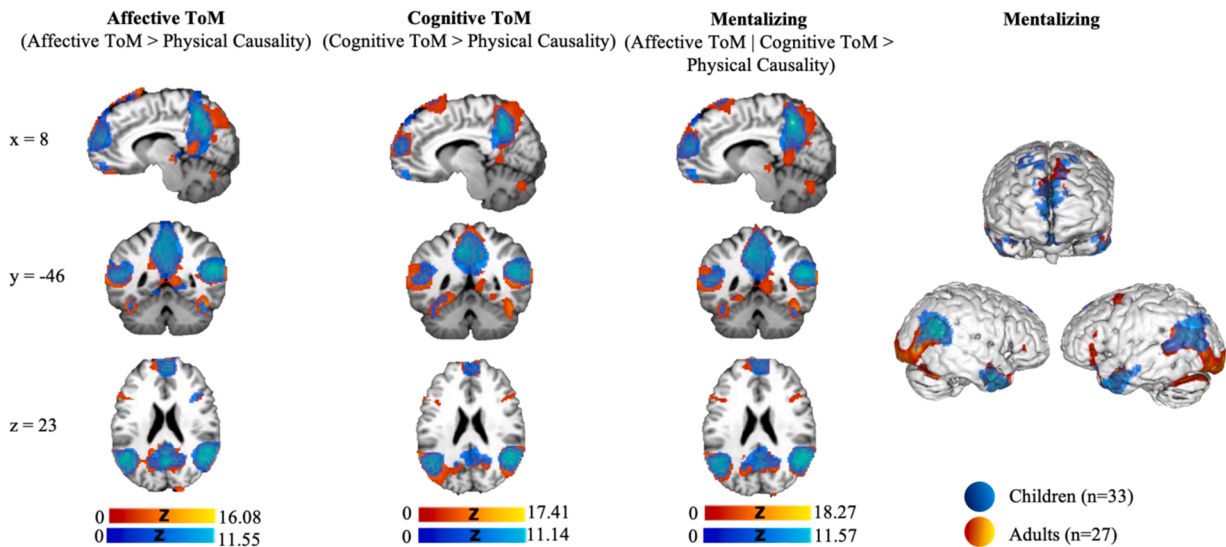 Affective ToM
(Affective ToM > Physical Causality)
Cognitive ToM
(Cognitive ToM > Physical Causality)
Mentalizing
(Affective ToM | Cognitive ToM >
Physical Causality)
Mentalizing
x = 8
y = -46
z = 23
0 Z 16.08
0 Z 11.55
0 Z 17.41
0 Z 11.14
0 Z 18.27
0 Z 11.57
Children (n=33)
Adults (n=27)